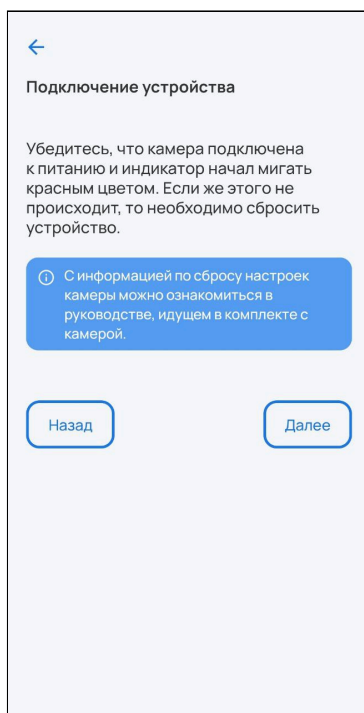 Подключение устройства
Убедитесь, что камера подключена
к питанию и индикатор начал мигать
красным цветом. Если же этого не
происходит, то необходимо сбросить
устройство.
С информацией по сбросу настроек
камеры можно ознакомиться в
руководстве, идущем в комплекте с
камерой.
Назад
Далее